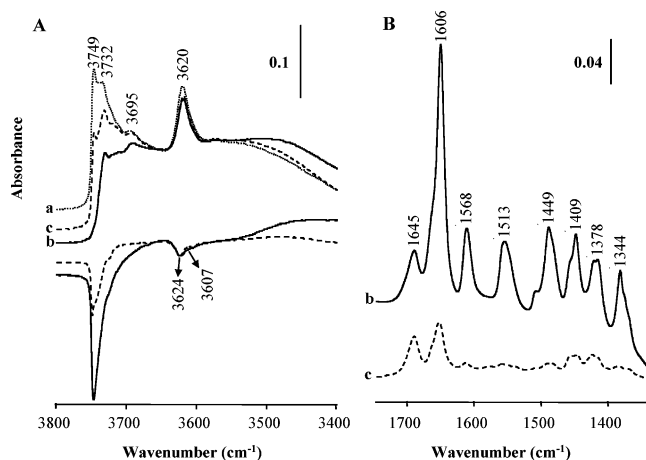 A
3749
3732
3695
3620
0.1
Absorbance
a
c
b
3624
3607
3800 3700 3600 3500 3400
Wavenumber (cm-1)
B
1606
0.04
1645
1568
1513
1449
1409
1378
1344
b
c
1700 1600 1500 1400
Wavenumber (cm-1)